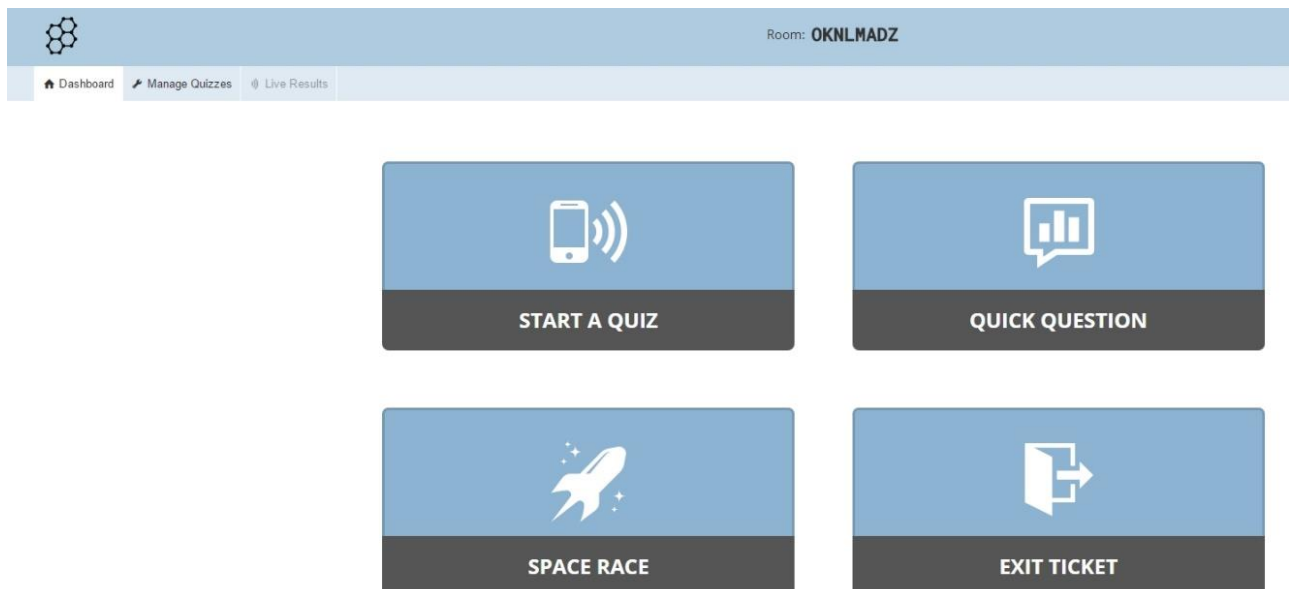 Room: OKNLMADZ
Dashboard Manage Quizzes Live Results
START A QUIZ QUICK QUESTION
SPACE RACE EXIT TICKET